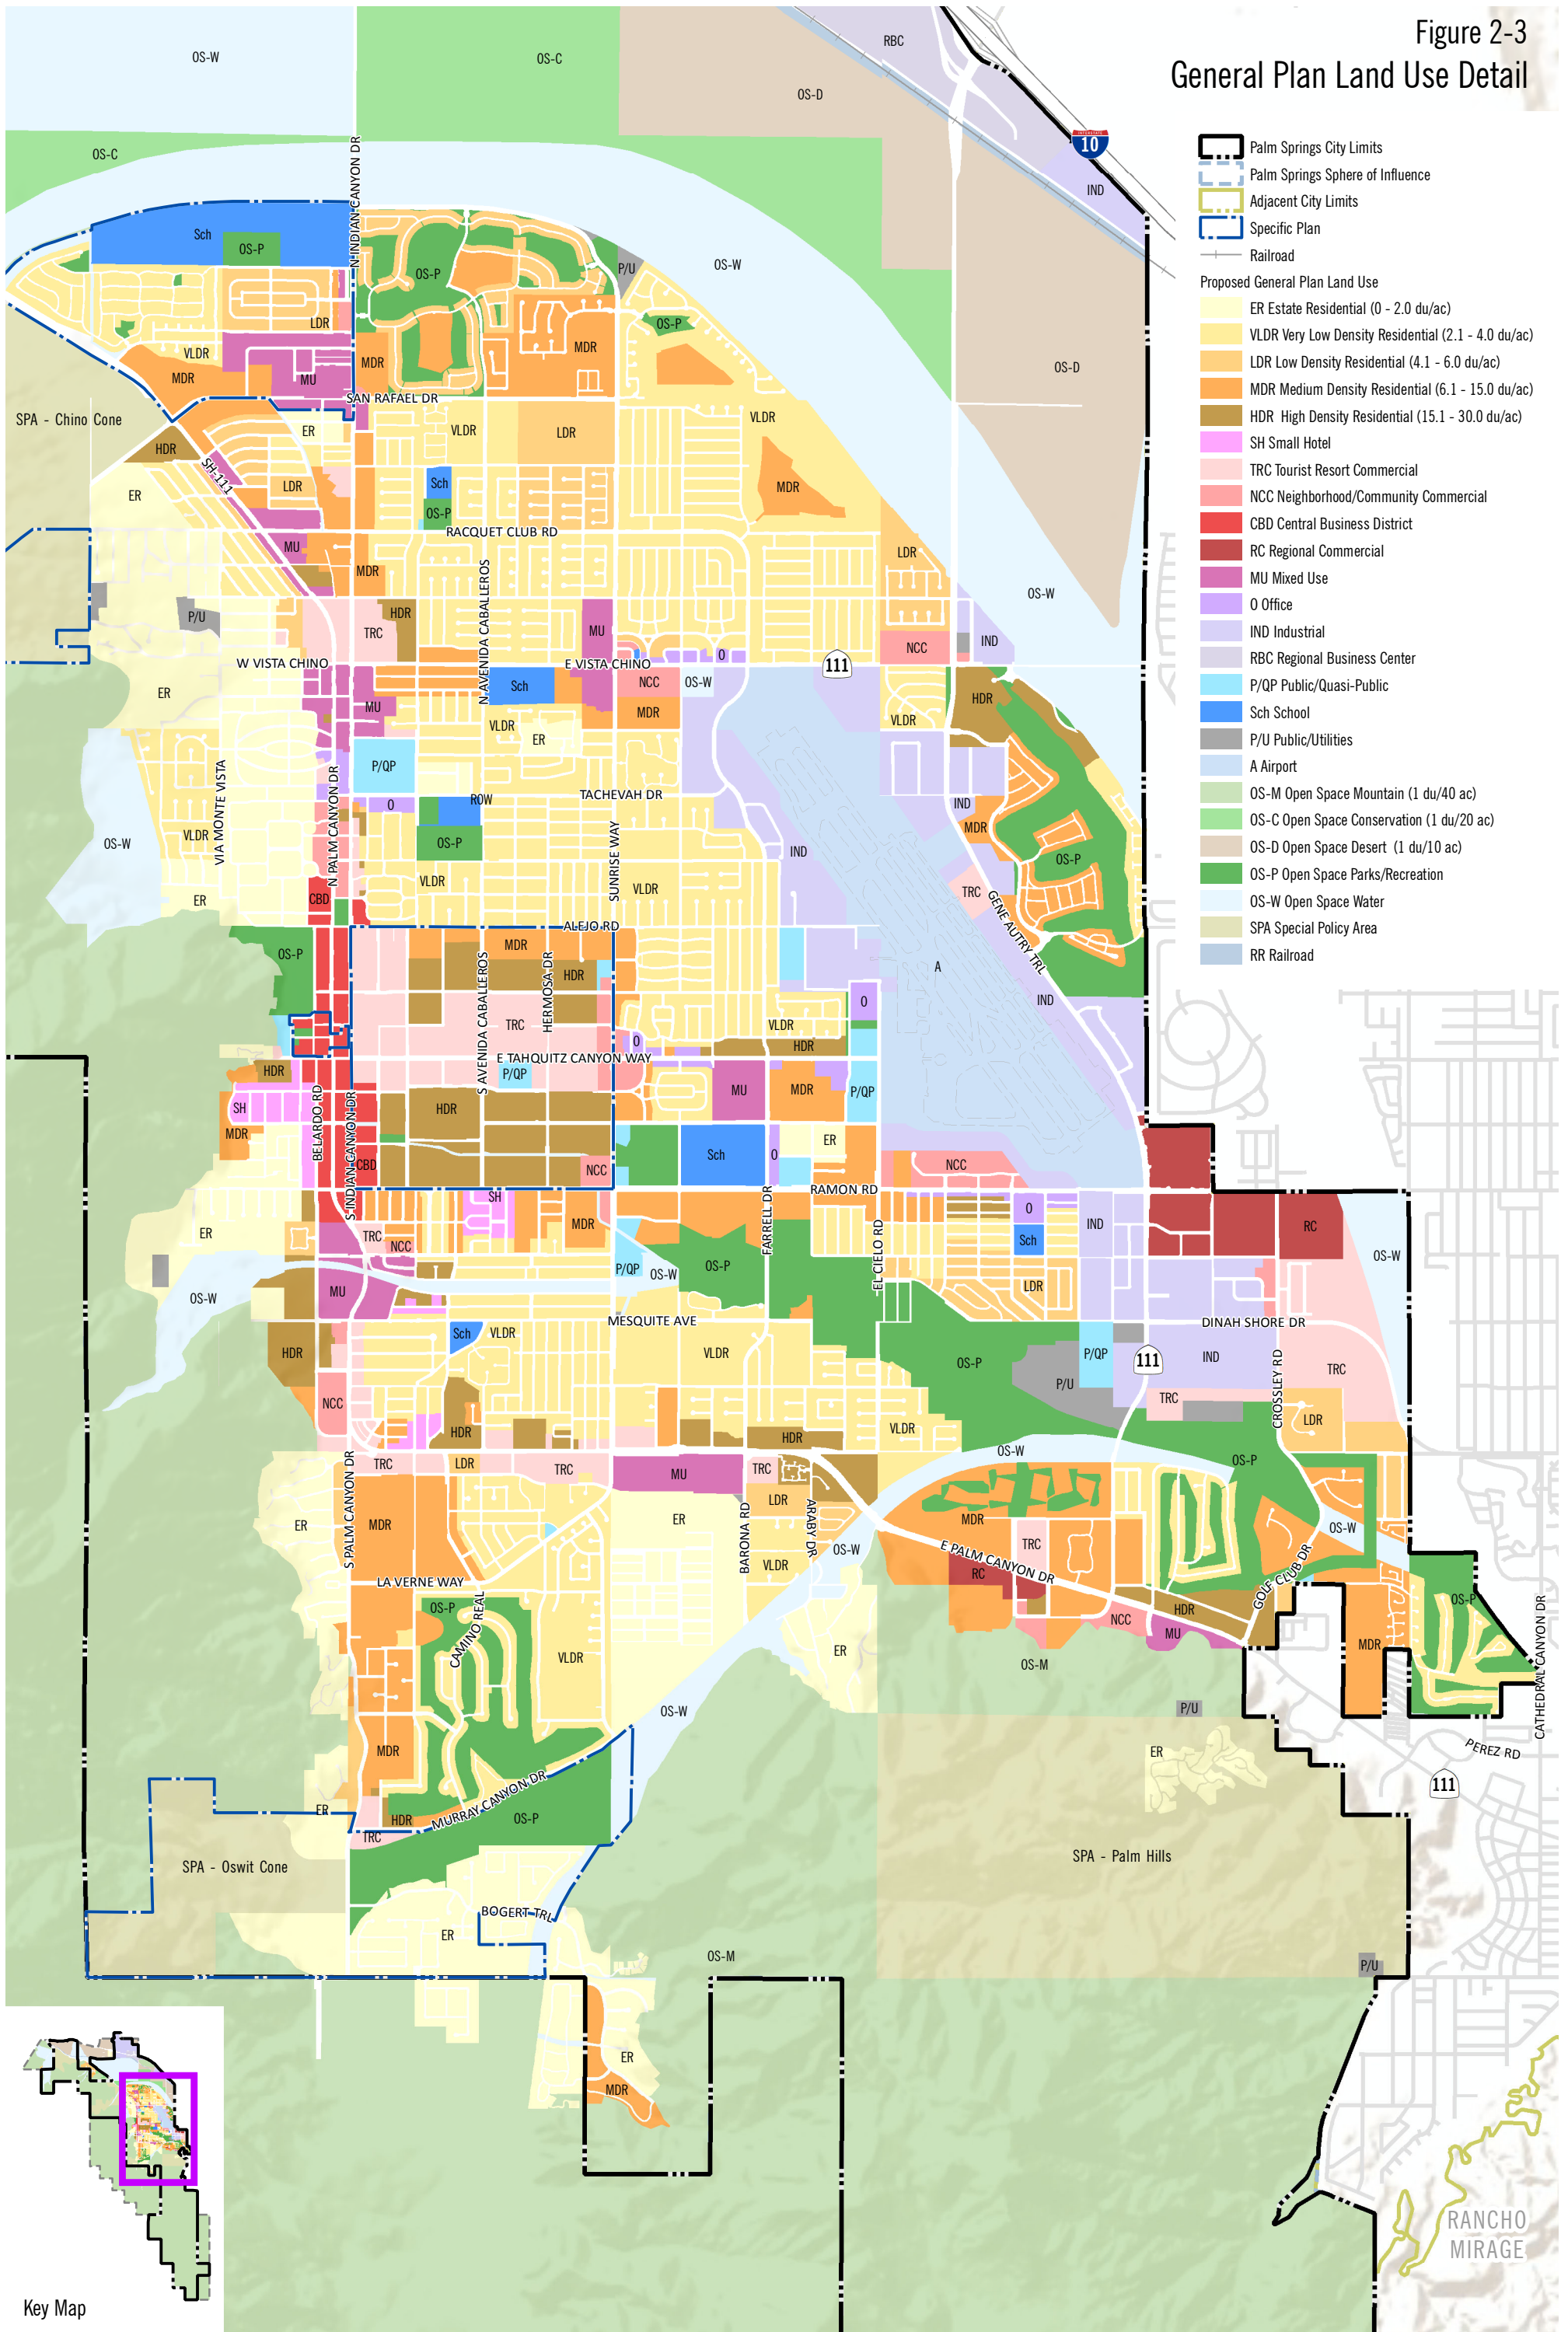 Figure 2-3
General Plan Land Use Detail
INTERSTATE
10
Palm Springs City Limits
Palm Springs Sphere of Influence
Adjacent City Limits
Specific Plan
Railroad
Proposed General Plan Land Use
ER Estate Residential (0 - 2.0 du/ac)
VLDR Very Low Density Residential (2.1 - 4.0 du/ac)
LDR Low Density Residential (4.1 - 6.0 du/ac)
MDR Medium Density Residential (6.1 - 15.0 du/ac)
HDR High Density Residential (15.1 - 30.0 du/ac)
SH Small Hotel
TRC Tourist Resort Commercial
NCC Neighborhood/Community Commercial
CBD Central Business District
RC Regional Commercial
MU Mixed Use
O Office
IND Industrial
RBC Regional Business Center
P/QP Public/Quasi-Public
Sch School
P/U Public/Utilities
A Airport
OS-M Open Space Mountain (1 du/40 ac)
OS-C Open Space Conservation (1 du/20 ac)
OS-D Open Space Desert (1 du/10 ac)
OS-P Open Space Parks/Recreation
OS-W Open Space Water
SPA Special Policy Area
RR Railroad
RBC
OS-W
OS-C
OS-D
OS-C
IND
N INDIAN CANYON DR
Sch
OS-P
OS-P
P/U
OS-W
LDR
OS-P
VLDR
MDR
MDR
MDR
MU
OS-D
SAN RAFAEL DR
SPA - Chino Cone
ER
VLDR
LDR
VLDR
HDR
SH-111
ER
LDR
Sch
MDR
OS-P
RACQUET CLUB RD
MU
LDR
MDR
N AVENIDA CABALLEROS
OS-W
P/U
HDR
TRC
MU
IND
NCC
W VISTA CHINO
E VISTA CHINO
O
111
ER
Sch
NCC
OS-W
HDR
MU
MDR
VLDR
VLDR
ER
P/QP
VIA MONTE VISTA
N PALM CANYON DR
TACHEVAH DR
O
ROW
IND
VLDR
OS-W
OS-P
SUNRISE WAY
IND
MDR
OS-P
VLDR
VLDR
TRC
ER
CBD
GENE AUTRY TRL
ALEJO RD
OS-P
MDR
S AVENIDA CABALLEROS
HERMOSA DR
HDR
A
IND
O
TRC
VLDR
O
HDR
E TAHQUITZ CANYON WAY
HDR
P/QP
MU
MDR
P/QP
BELARDO RD
S INDIAN CANYON DR
SH
HDR
MDR
ER
Sch
O
CBD
NCC
NCC
RAMON RD
SH
FARRELL DR
EL CIELO RD
O
IND
RC
MDR
ER
TRC
NCC
Sch
OS-W
P/QP
OS-W
OS-P
LDR
MU
OS-W
MESQUITE AVE
DINAH SHORE DR
Sch
VLDR
HDR
VLDR
OS-P
P/QP
111
IND
CROSSLEY RD
TRC
P/U
TRC
NCC
LDR
HDR
HDR
VLDR
S PALM CANYON DR
OS-W
OS-P
TRC
LDR
TRC
MU
TRC
LDR
BARONA RD
ARABY DR
ER
MDR
ER
MDR
OS-W
TRC
OS-W
E PALM CANYON DR
VLDR
RC
LA VERNE WAY
GOLF CLUB DR
OS-P
CAMINO REAL
HDR
OS-P
NCC
MU
MDR
CATHEDRAL CANYON DR
VLDR
ER
OS-M
OS-W
P/U
MDR
ER
PEREZ RD
111
MURRAY CANYON DR
ER
HDR
OS-P
TRC
SPA - Oswit Cone
SPA - Palm Hills
BOGERT TRL
ER
OS-M
P/U
ER
MDR
RANCHO
MIRAGE
Key Map